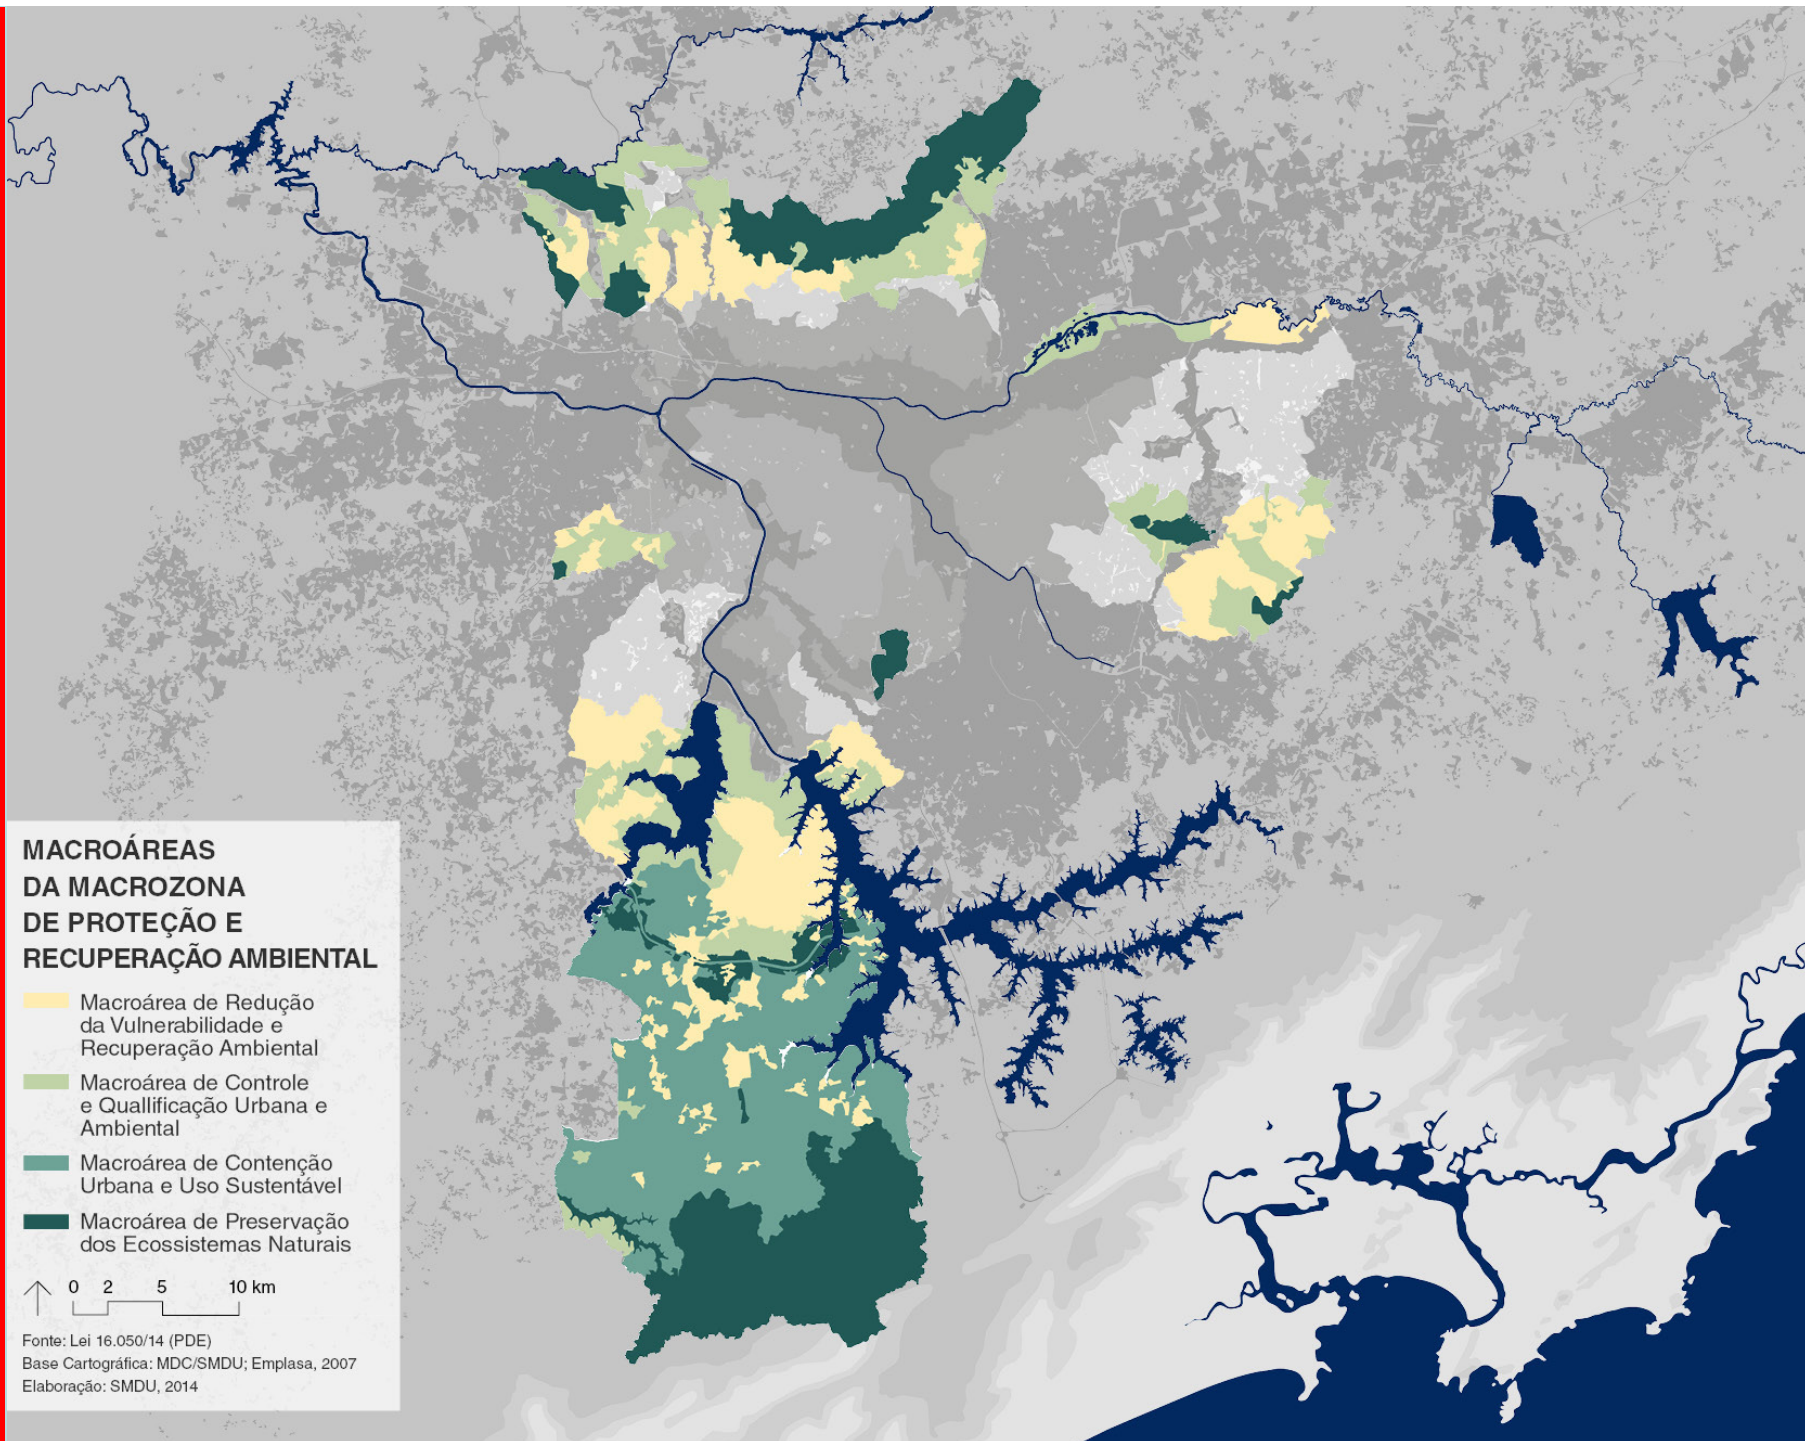 MACROÁREAS
DA MACROZONA
DE PROTEÇÃO E
RECUPERAÇÃO AMBIENTAL
Macroárea de Redução
da Vulnerabilidade e
Recuperação Ambiental
Macroárea de Controle
e Quallificação Urbana e
Ambiental
Macroárea de Contenção
Urbana e Uso Sustentável
Macroárea de Preservação
dos Ecossistemas Naturais
0 2 5 10 km
Fonte: Lei 16.050/14 (PDE)
Base Cartográfica: MDC/SMDU; Emplasa, 2007
Elaboração: SMDU, 2014